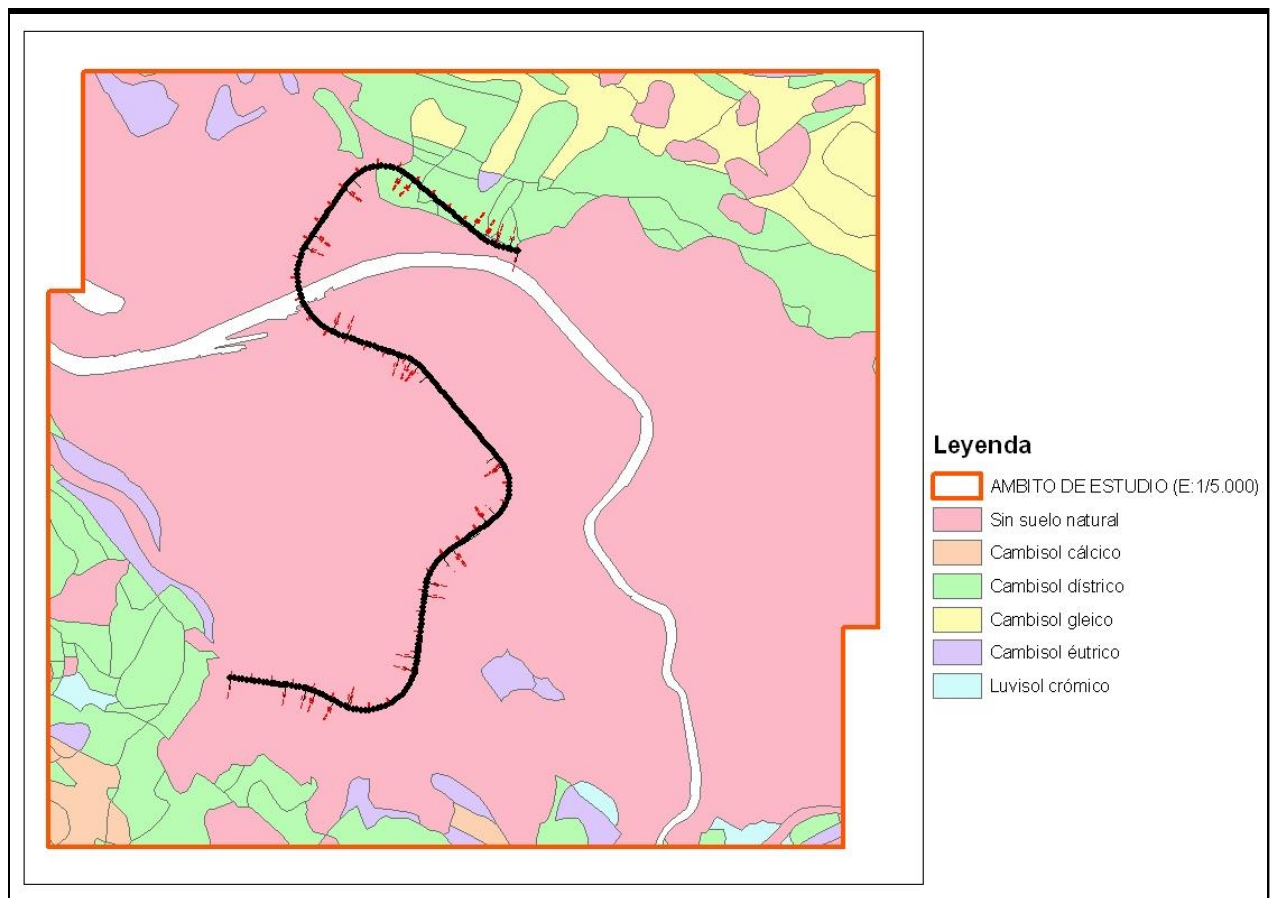 Leyenda
AMBITO DE ESTUDIO (E:1/5.000)
Sin suelo natural
Cambisol cálcico
Cambisol dístrico
Cambisol gleico
Cambisol éutrico
Luvisol crómico